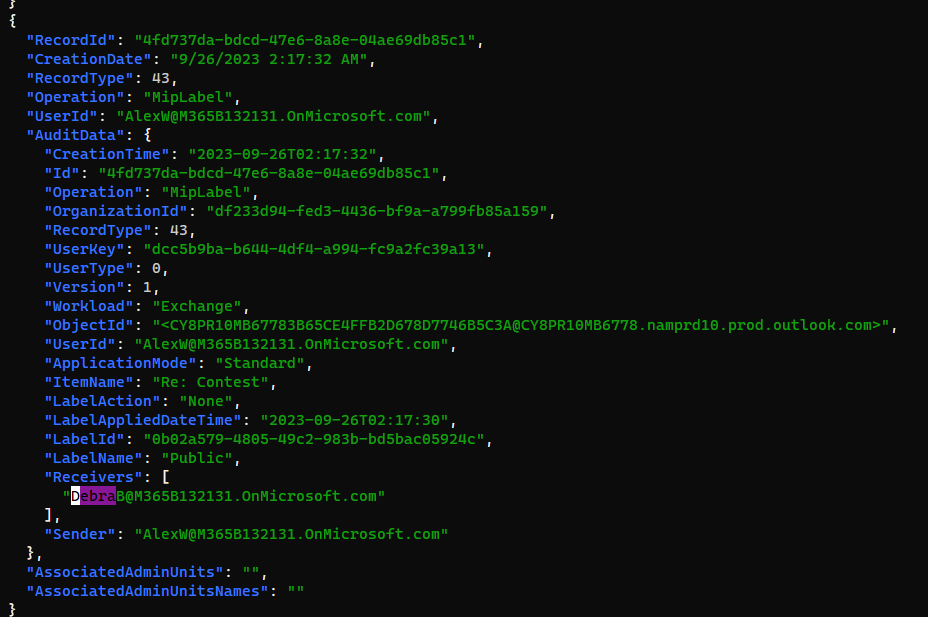 }
{
  "RecordId": "4fd737da-bdcd-47e6-8a8e-04ae69db85c1",
  "CreationDate": "9/26/2023 2:17:32 AM",
  "RecordType": 43,
  "Operation": "MipLabel",
  "UserId": "AlexW@M365B132131.OnMicrosoft.com",
  "AuditData": {
    "CreationTime": "2023-09-26T02:17:32",
    "Id": "4fd737da-bdcd-47e6-8a8e-04ae69db85c1",
    "Operation": "MipLabel",
    "OrganizationId": "df233d94-fed3-4436-bf9a-a799fb85a159",
    "RecordType": 43,
    "UserKey": "dcc5b9ba-b644-4df4-a994-fc9a2fc39a13",
    "UserType": 0,
    "Version": 1,
    "Workload": "Exchange",
    "ObjectId": "<CY8PR10MB67783B65CE4FFB2D678D7746B5C3A@CY8PR10MB6778.namprd10.prod.outlook.com>",
    "UserId": "AlexW@M365B132131.OnMicrosoft.com",
    "ApplicationMode": "Standard",
    "ItemName": "Re: Contest",
    "LabelAction": "None",
    "LabelAppliedDateTime": "2023-09-26T02:17:30",
    "LabelId": "0b02a579-4805-49c2-983b-bd5bac05924c",
    "LabelName": "Public",
    "Receivers": [
      "DebraB@M365B132131.OnMicrosoft.com"
    ],
    "Sender": "AlexW@M365B132131.OnMicrosoft.com"
  },
  "AssociatedAdminUnits": "",
  "AssociatedAdminUnitsNames": ""
}